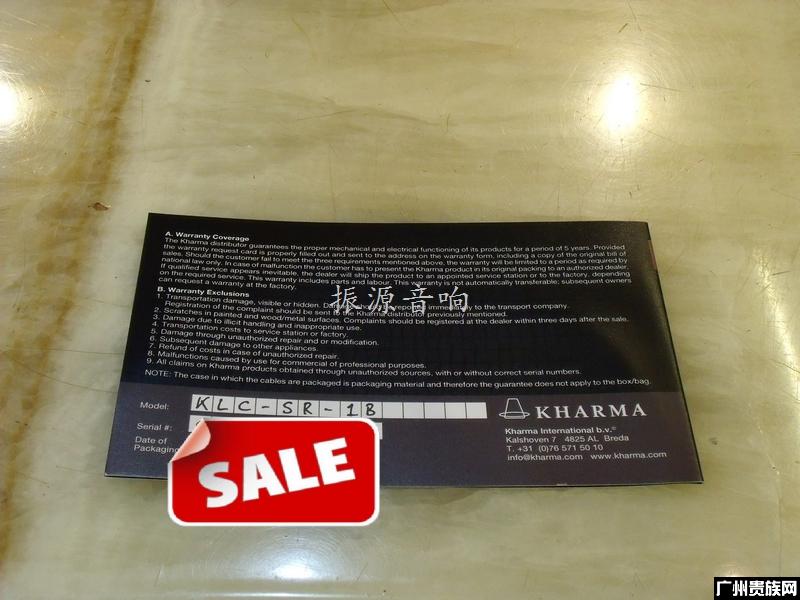 A. Warranty Coverage
The Kharma distributor guarantees the proper mechanical and electrical functioning of its products for a period of 5 years. Provided
the warranty request card is properly filled out and sent to the address on the warranty form, including a copy of the original bill of
sales. Should the customer fail to meet the three requirements mentioned above, the warranty will be limited to a period as required by
national law only. In case of malfunction the customer has to present the Kharma product in its original packing to an authorized dealer.
If qualified service appears inevitable, the dealer will ship the product to an appointed service station or to the factory, depending
on the required service. This warranty includes parts and labour. This warranty is not automatically transferable; subsequent owners
can request a warranty at the factory.
B. Warranty Exclusions
1. Transportation damage, visible or hidden. immediately to the transport company.
Registration of the complaint should be sent to the Kharma distributor previously mentioned.
2. Scratches in painted and wood/metal surfaces. Complaints should be registered at the dealer within three days after the sale.
3. Damage due to illicit handling and inappropriate use.
4. Transportation costs to service station or factory.
5. Damage through unauthorized repair and or modification.
6. Subsequent damage to other appliances.
7. Refund of costs in case of unauthorized repair.
8. Malfunctions caused by use for commercial of professional purposes.
9. All claims on Kharma products obtained through unauthorized sources, with or without correct serial numbers.
NOTE: The case in which the cables are packaged is packaging material and therefore the guarantee does not apply to the box/bag.
振源音响
Model: KLC-SR-1B
Serial #:
Date of
Packaging
SALE
KHARMA
Kharma International b.v.®
Kalshoven 7 4825 AL Breda
T. +31 (0)76 571 50 10
info@kharma.com www.kharma.com
广州贵族网